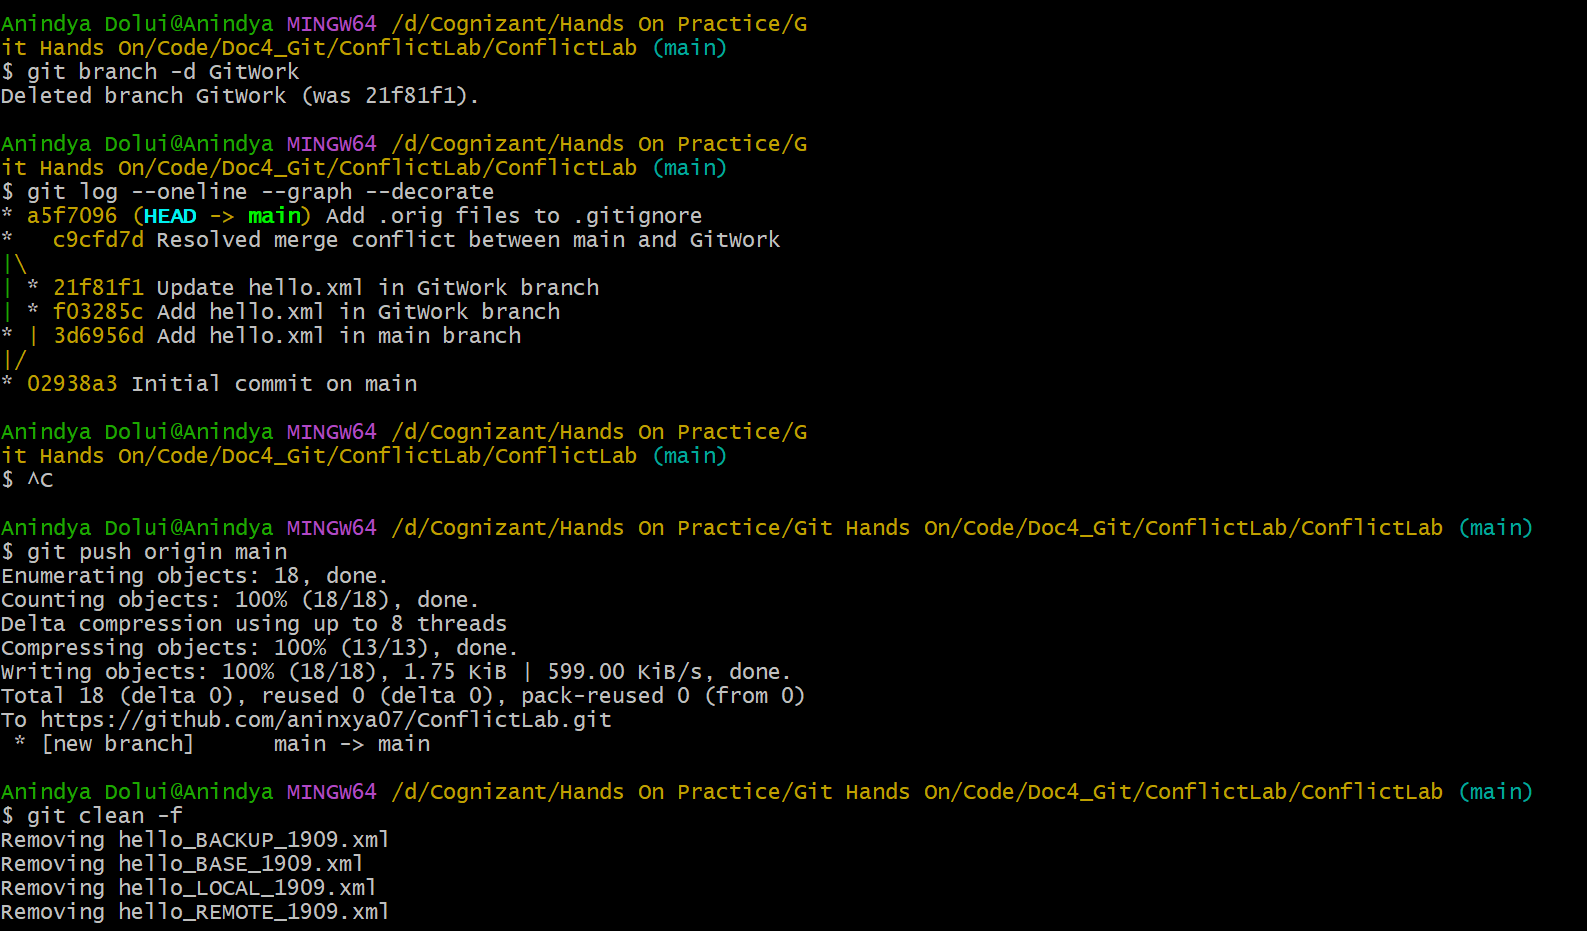 Anindya Dolui@Anindya MINGW64 /d/Cognizant/Hands On Practice/G
it Hands On/Code/Doc4_Git/ConflictLab/ConflictLab (main)
$ git branch -d GitWork
Deleted branch GitWork (was 21f81f1).

Anindya Dolui@Anindya MINGW64 /d/Cognizant/Hands On Practice/G
it Hands On/Code/Doc4_Git/ConflictLab/ConflictLab (main)
$ git log --oneline --graph --decorate
* a5f7096 (HEAD -> main) Add .orig files to .gitignore
*   c9cfd7d Resolved merge conflict between main and GitWork
|\
| * 21f81f1 Update hello.xml in GitWork branch
| * f03285c Add hello.xml in GitWork branch
* | 3d6956d Add hello.xml in main branch
|/
* 02938a3 Initial commit on main

Anindya Dolui@Anindya MINGW64 /d/Cognizant/Hands On Practice/G
it Hands On/Code/Doc4_Git/ConflictLab/ConflictLab (main)
$ ^C

Anindya Dolui@Anindya MINGW64 /d/Cognizant/Hands On Practice/Git Hands On/Code/Doc4_Git/ConflictLab/ConflictLab (main)
$ git push origin main
Enumerating objects: 18, done.
Counting objects: 100% (18/18), done.
Delta compression using up to 8 threads
Compressing objects: 100% (13/13), done.
Writing objects: 100% (18/18), 1.75 KiB | 599.00 KiB/s, done.
Total 18 (delta 0), reused 0 (delta 0), pack-reused 0 (from 0)
To https://github.com/aninxya07/ConflictLab.git
 * [new branch]      main -> main

Anindya Dolui@Anindya MINGW64 /d/Cognizant/Hands On Practice/Git Hands On/Code/Doc4_Git/ConflictLab/ConflictLab (main)
$ git clean -f
Removing hello_BACKUP_1909.xml
Removing hello_BASE_1909.xml
Removing hello_LOCAL_1909.xml
Removing hello_REMOTE_1909.xml